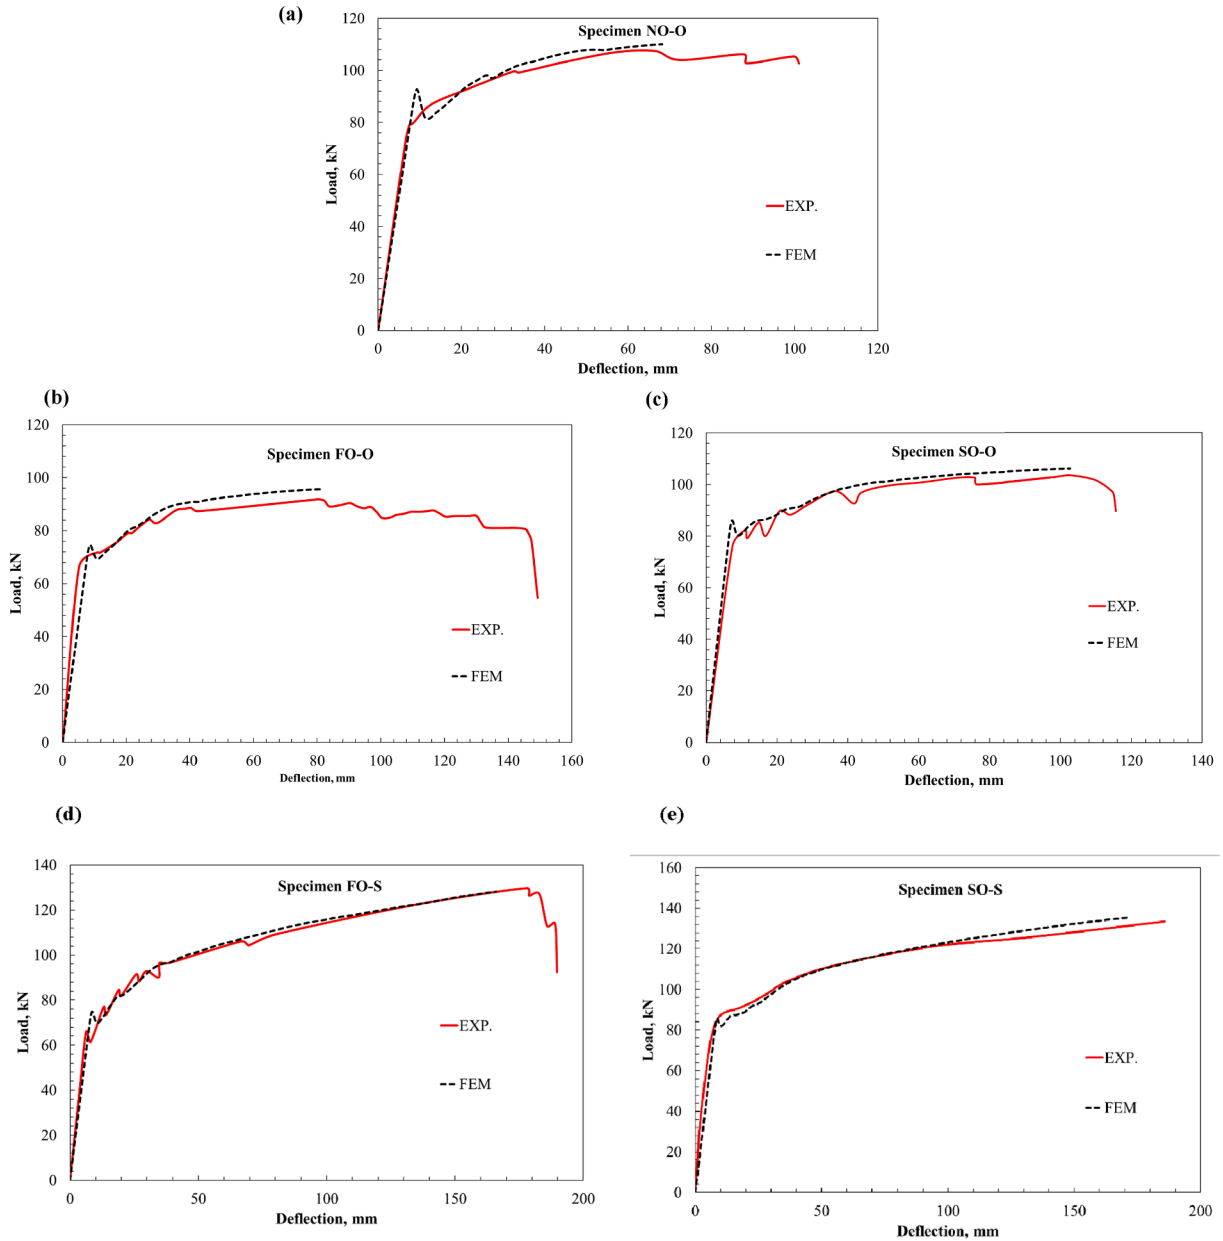 (a)
Specimen NO-O
120
100
80
60
40
20
0
Load, kN
EXP.
FEM
0 20 40 60 80 100 120
Deflection, mm
(b)
Specimen FO-O
120
100
80
60
40
20
0
Load, kN
EXP.
FEM
0 20 40 60 80 100 120 140 160
Deflection, mm
(c)
Specimen SO-O
120
100
80
60
40
20
0
Load, kN
EXP.
FEM
0 20 40 60 80 100 120 140
Deflection, mm
(d)
Specimen FO-S
140
120
100
80
60
40
20
0
Load, kN
EXP.
FEM
0 50 100 150 200
Deflection, mm
(e)
Specimen SO-S
160
140
120
100
80
60
40
20
0
Load, kN
EXP.
FEM
0 50 100 150 200
Deflection, mm